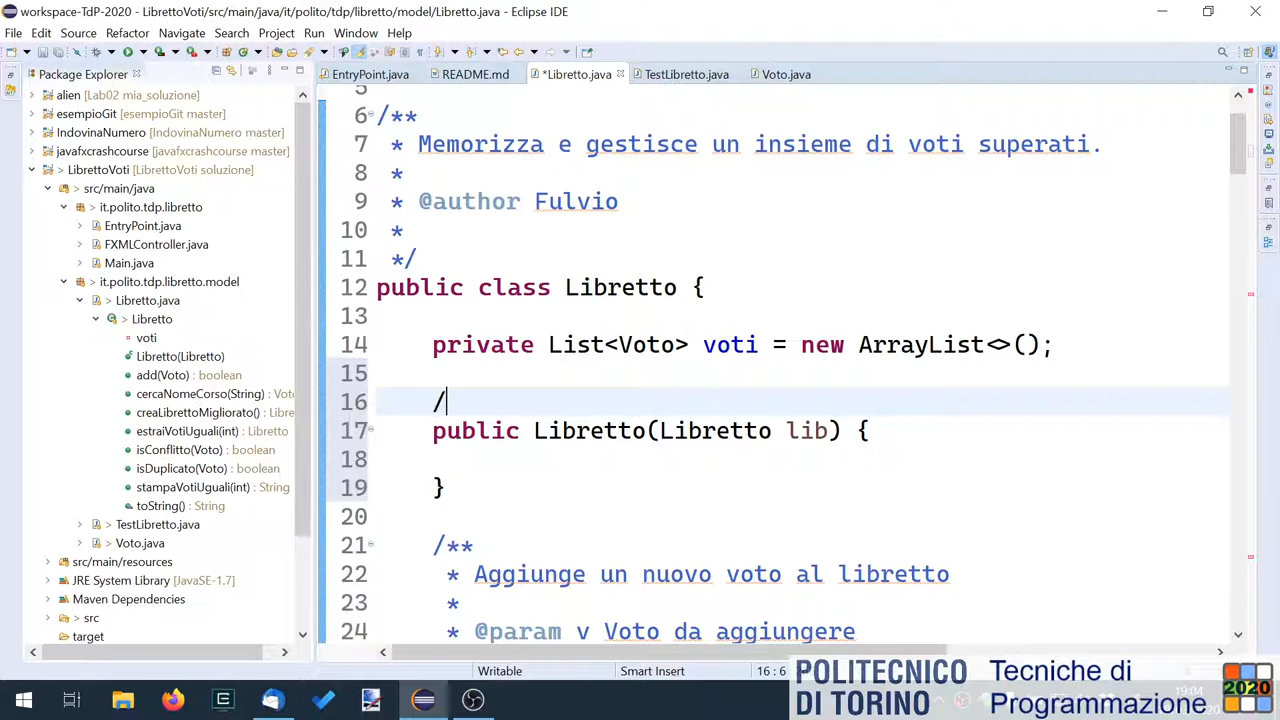 workspace-TdP-2020 - LibrettoVoti/src/main/java/it/polito/tdp/libretto/model/Libretto.java - Eclipse IDE
File Edit Source Refactor Navigate Search Project Run Window Help
Package Explorer
EntryPoint.java README.md *Libretto.java TestLibretto.java Voto.java
alien [Lab02 mia_soluzione]
esempioGit [esempioGit master]
IndovinaNumero [IndovinaNumero master]
javafxcrashcourse [javafxcrashcourse master]
> LibrettoVoti [LibrettoVoti soluzione]
> src/main/java
> it.polito.tdp.libretto
> EntryPoint.java
> FXMLController.java
> Main.java
> it.polito.tdp.libretto.model
> Libretto.java
> Libretto
voti
Libretto(Libretto)
add(Voto) : boolean
cercaNomeCorso(String) : Voto
creaLibrettoMigliorato() : Libre
estraiVotiUguali(int) : Libretto
isConflitto(Voto) : boolean
isDuplicato(Voto) : boolean
stampaVotiUguali(int) : String
toString() : String
> TestLibretto.java
> Voto.java
src/main/resources
JRE System Library [JavaSE-1.7]
Maven Dependencies
> src
target
5
6 /**
7 * Memorizza e gestisce un insieme di voti superati.
8 *
9 * @author Fulvio
10 *
11 */
12 public class Libretto {
13
14 private List<Voto> voti = new ArrayList<>();
15
16 /
17 public Libretto(Libretto lib) {
18
19 }
20
21 /**
22 * Aggiunge un nuovo voto al libretto
23 *
24 * @param v Voto da aggiungere
Writable Smart Insert 16 : 6
POLITECNICO
DI TORINO
Tecniche di
Programmazione
2020
19:04